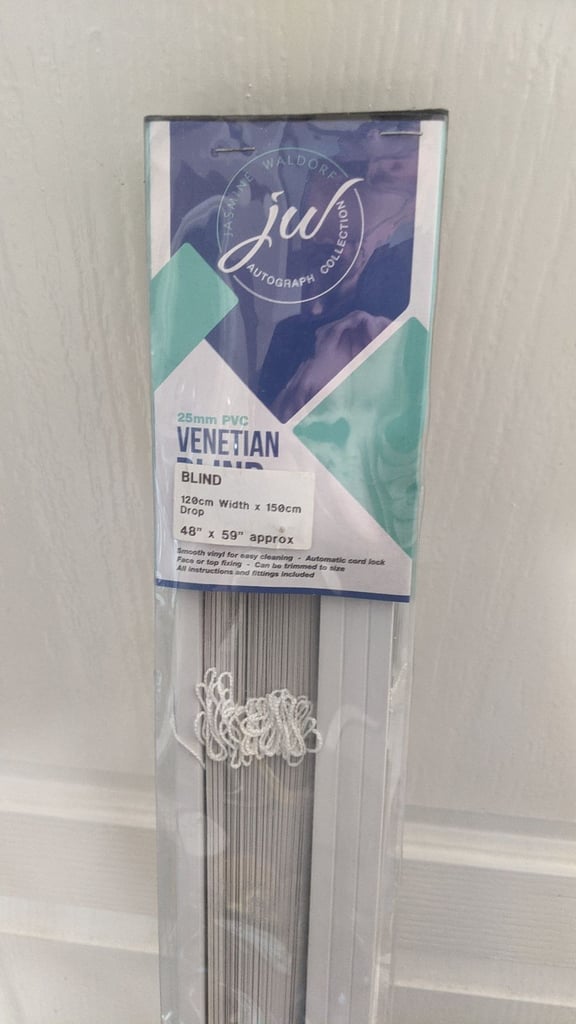 JASMINE WALDORF
jw
AUTOGRAPH COLLECTION
25mm PVC
VENETIAN
BLIND
BLIND
120cm Width x 150cm
Drop
48" x 59" approx
Smooth vinyl for easy cleaning - Automatic cord lock
Face or top fixing - Can be trimmed to size
All instructions and fittings included